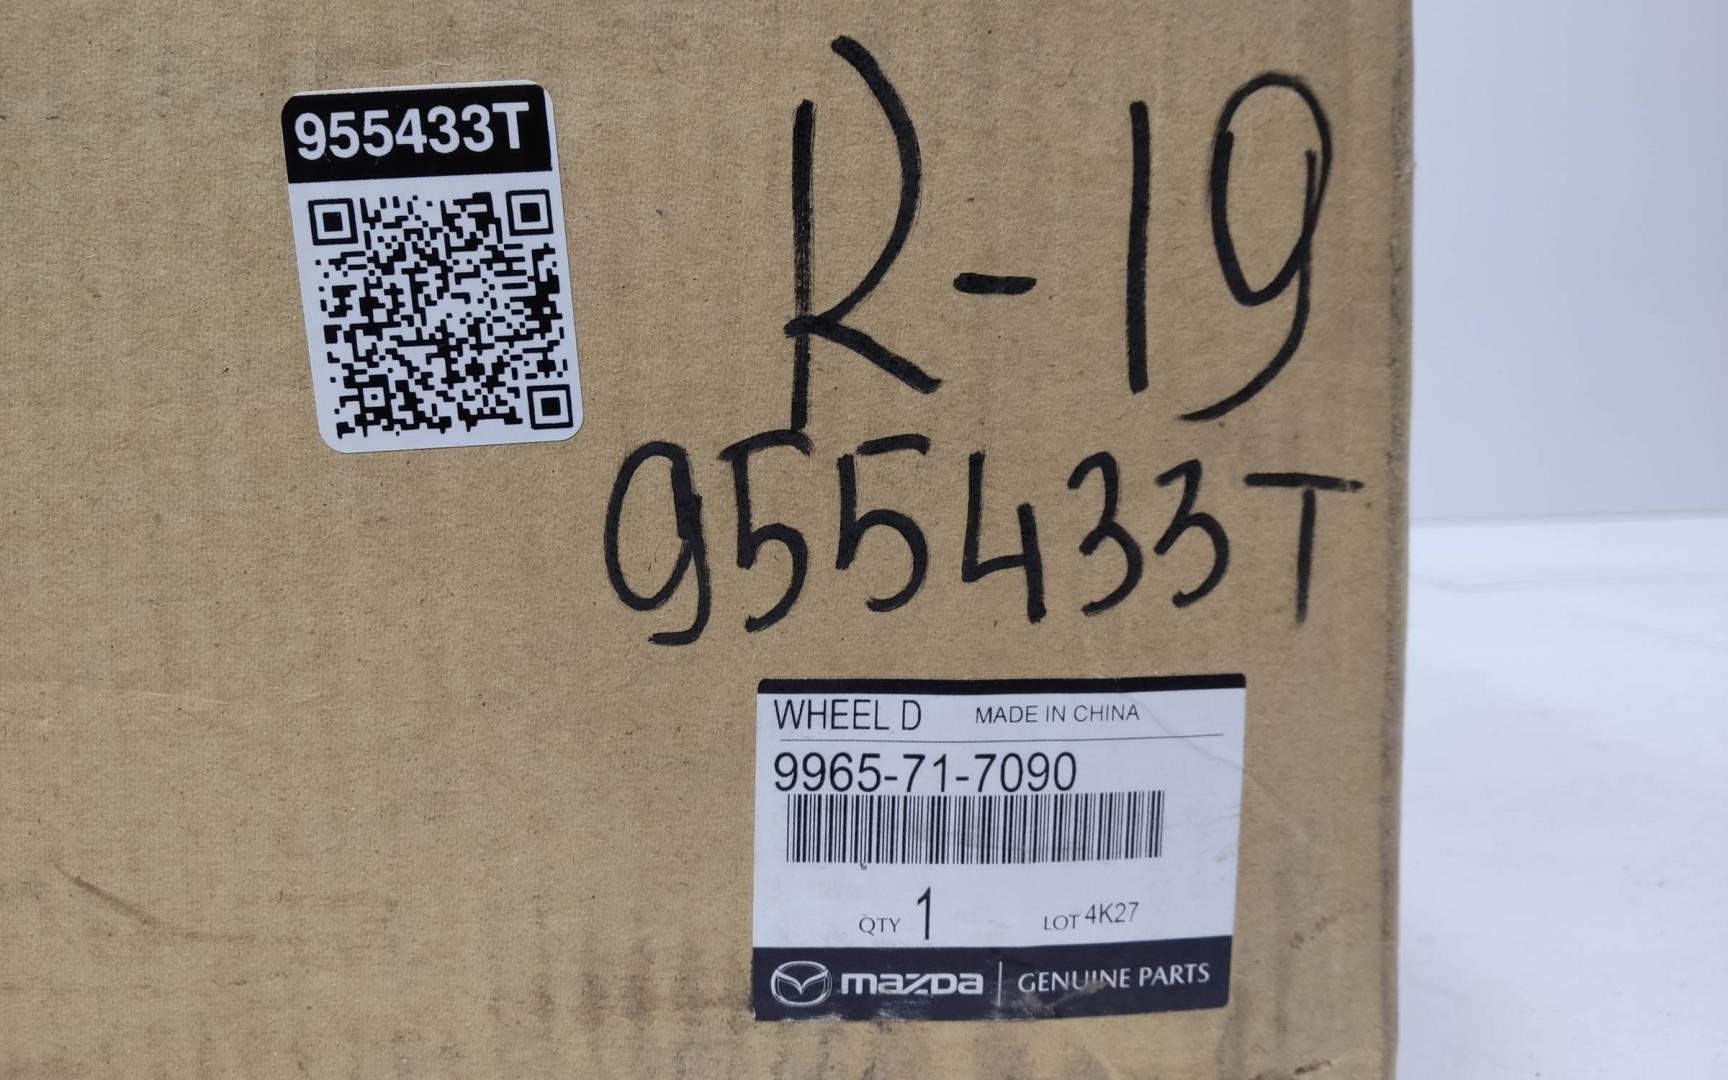 955433T
R-19
955433T
WHEEL D MADE IN CHINA
9965-71-7090
QTY 1 LOT 4K27
mazda | GENUINE PARTS